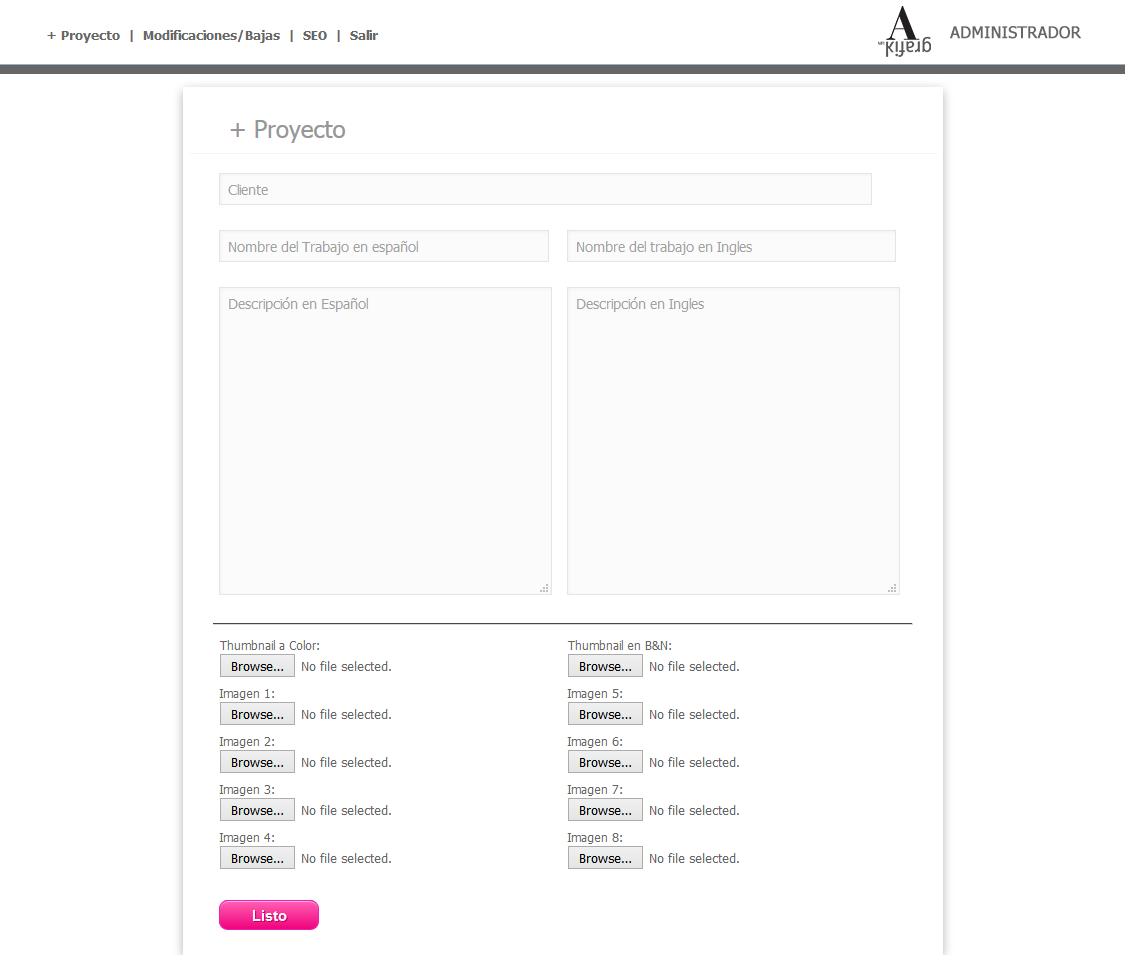 + Proyecto | Modificaciones/Bajas | SEO | Salir
A
grafik
ADMINISTRADOR
+ Proyecto
Cliente
Nombre del Trabajo en español Nombre del trabajo en Ingles
Descripción en Español Descripción en Ingles
Thumbnail a Color: Thumbnail en B&N:
Browse... No file selected. Browse... No file selected.
Imagen 1: Imagen 5:
Browse... No file selected. Browse... No file selected.
Imagen 2: Imagen 6:
Browse... No file selected. Browse... No file selected.
Imagen 3: Imagen 7:
Browse... No file selected. Browse... No file selected.
Imagen 4: Imagen 8:
Browse... No file selected. Browse... No file selected.
Listo